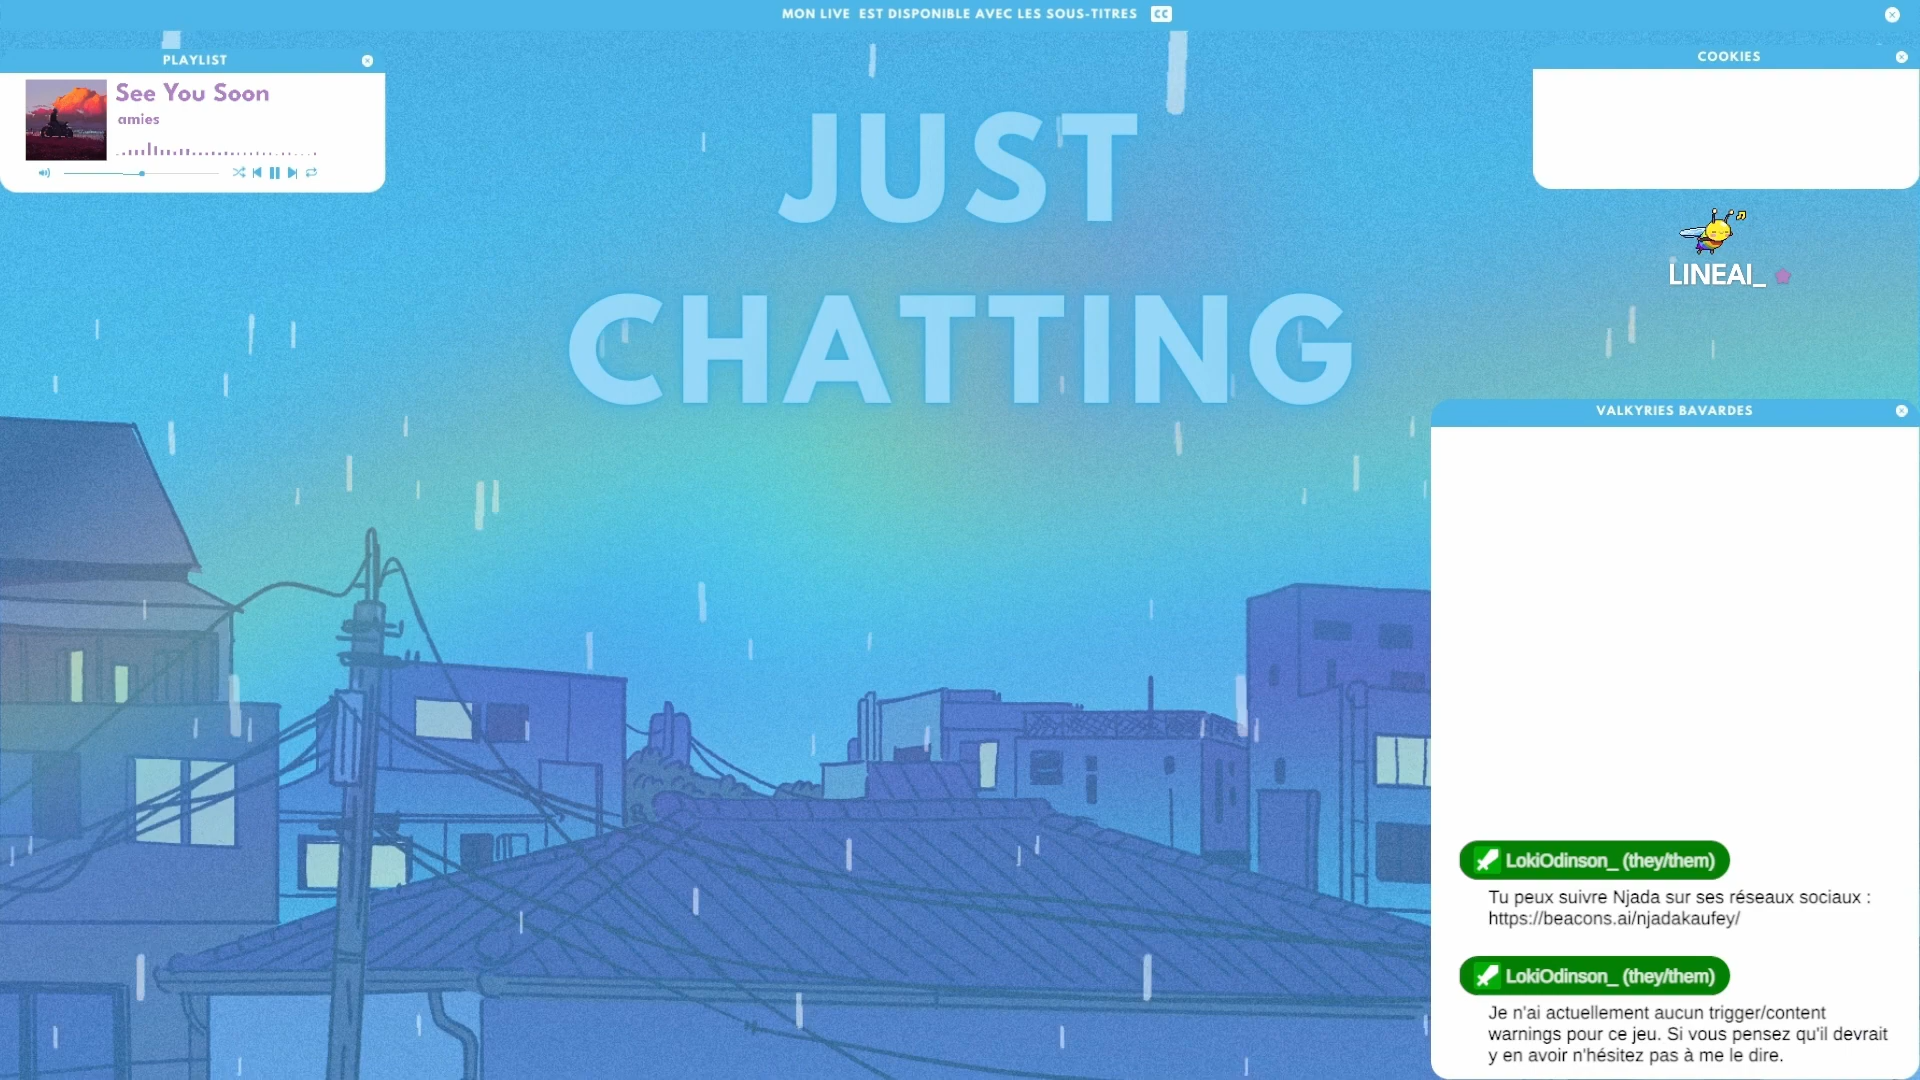 MON LIVE EST DISPONIBLE AVEC LES SOUS-TITRES CC
PLAYLIST
See You Soon
amies
JUST
CHATTING
COOKIES
LINEAI_
VALKYRIES BAVARDES
LokiOdinson_ (they/them)
Tu peux suivre Njada sur ses réseaux sociaux :
https://beacons.ai/njadakaufey/
LokiOdinson_ (they/them)
Je n'ai actuellement aucun trigger/content
warnings pour ce jeu. Si vous pensez qu'il devrait
y en avoir n'hésitez pas à me le dire.